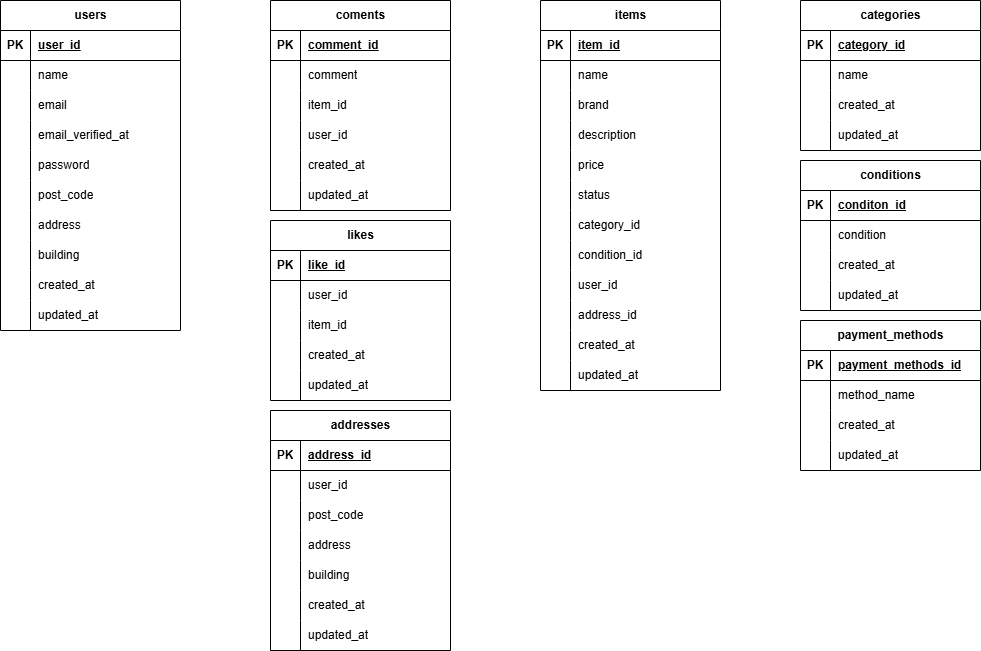 users
PK user_id
name
email
email_verified_at
password
post_code
address
building
created_at
updated_at
coments
PK comment_id
comment
item_id
user_id
created_at
updated_at
likes
PK like_id
user_id
item_id
created_at
updated_at
addresses
PK address_id
user_id
post_code
address
building
created_at
updated_at
items
PK item_id
name
brand
description
price
status
category_id
condition_id
user_id
address_id
created_at
updated_at
categories
PK category_id
name
created_at
updated_at
conditions
PK conditon_id
condition
created_at
updated_at
payment_methods
PK payment_methods_id
method_name
created_at
updated_at